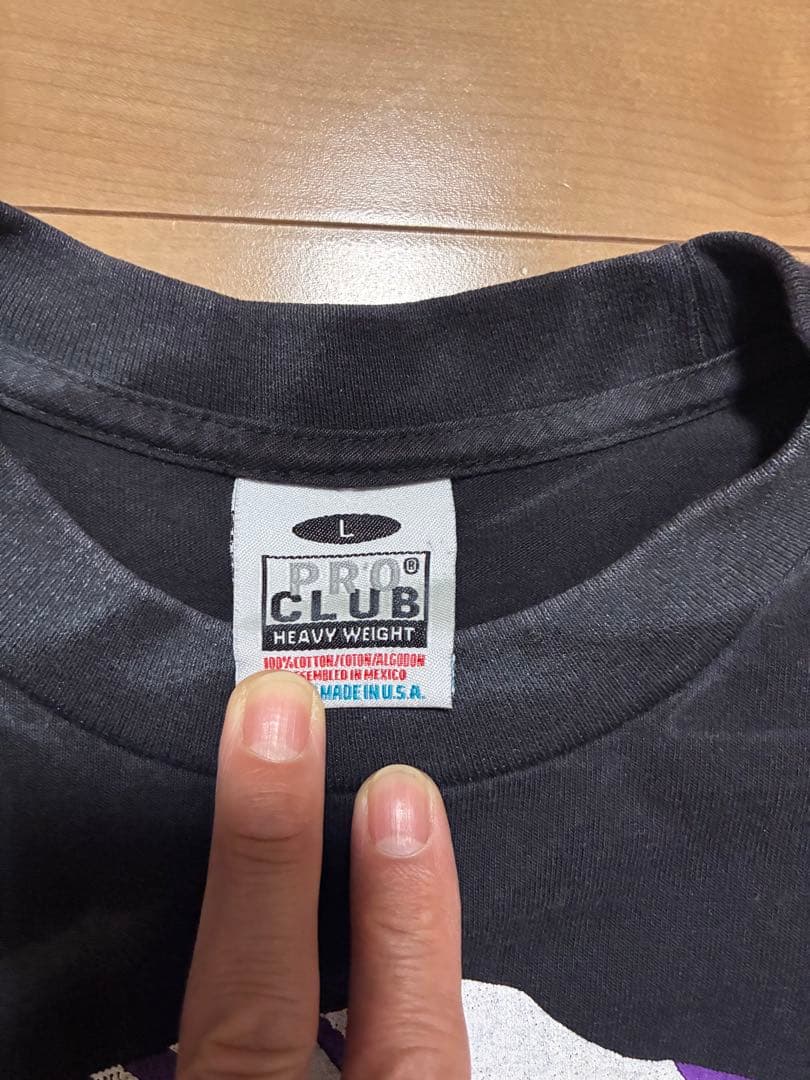 L
PRO®
CLUB
HEAVY WEIGHT
100%COTTON/COTON/ALGODON
SEMBLED IN MEXICO
MADE IN U.S.A.